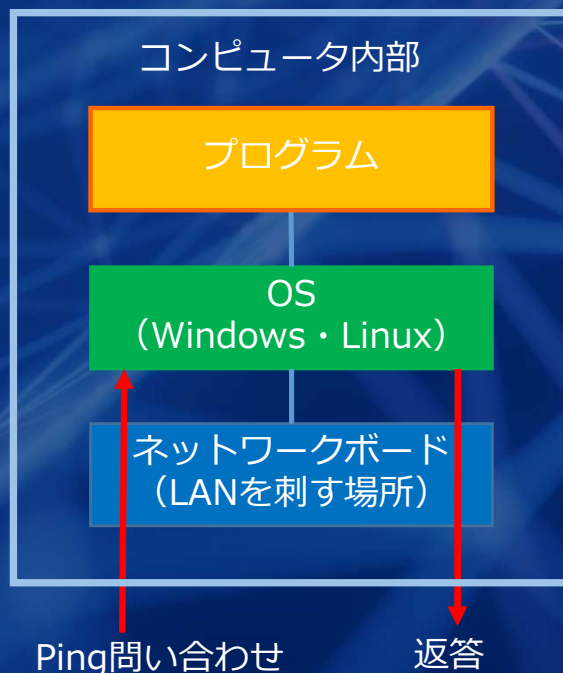 コンピュータ内部
プログラム
OS
（Windows・Linux）
ネットワークボード
（LANを刺す場所）
Ping問い合わせ
返答